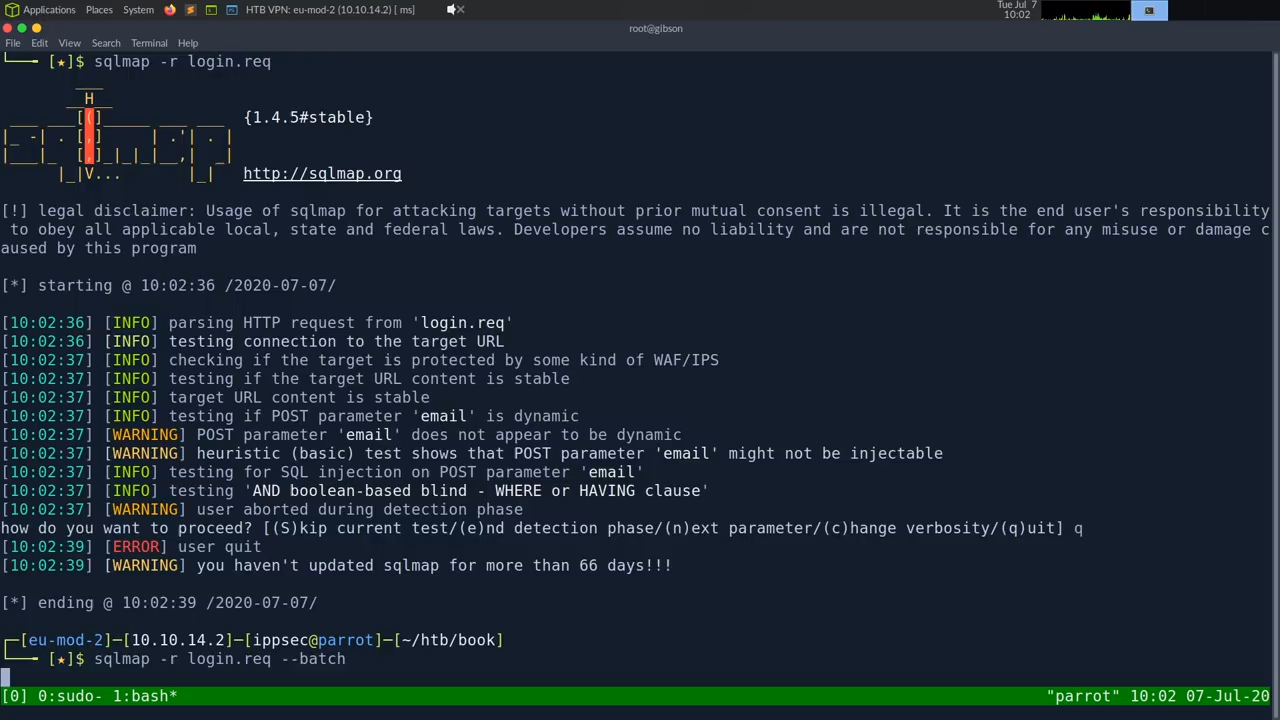 Applications Places System HTB VPN: eu-mod-2 (10.10.14.2) [ ms] Tue Jul 7
10:02
root@gibson
File Edit View Search Terminal Help
└── [★]$ sqlmap -r login.req
        ___
       __H__
 ___ ___[(]_____ ___ ___  {1.4.5#stable}
|_ -| . [,]     | .'| . |
|___|_  [,]_|_|_|__,|  _|
      |_|V...       |_|   http://sqlmap.org
[!] legal disclaimer: Usage of sqlmap for attacking targets without prior mutual consent is illegal. It is the end user's responsibility
to obey all applicable local, state and federal laws. Developers assume no liability and are not responsible for any misuse or damage c
aused by this program
[*] starting @ 10:02:36 /2020-07-07/
[10:02:36] [INFO] parsing HTTP request from 'login.req'
[10:02:36] [INFO] testing connection to the target URL
[10:02:37] [INFO] checking if the target is protected by some kind of WAF/IPS
[10:02:37] [INFO] testing if the target URL content is stable
[10:02:37] [INFO] target URL content is stable
[10:02:37] [INFO] testing if POST parameter 'email' is dynamic
[10:02:37] [WARNING] POST parameter 'email' does not appear to be dynamic
[10:02:37] [WARNING] heuristic (basic) test shows that POST parameter 'email' might not be injectable
[10:02:37] [INFO] testing for SQL injection on POST parameter 'email'
[10:02:37] [INFO] testing 'AND boolean-based blind - WHERE or HAVING clause'
[10:02:37] [WARNING] user aborted during detection phase
how do you want to proceed? [(S)kip current test/(e)nd detection phase/(n)ext parameter/(c)hange verbosity/(q)uit] q
[10:02:39] [ERROR] user quit
[10:02:39] [WARNING] you haven't updated sqlmap for more than 66 days!!!
[*] ending @ 10:02:39 /2020-07-07/
┌─[eu-mod-2]─[10.10.14.2]─[ippsec@parrot]─[~/htb/book]
└── [★]$ sqlmap -r login.req --batch
[0] 0:sudo- 1:bash* "parrot" 10:02 07-Jul-20